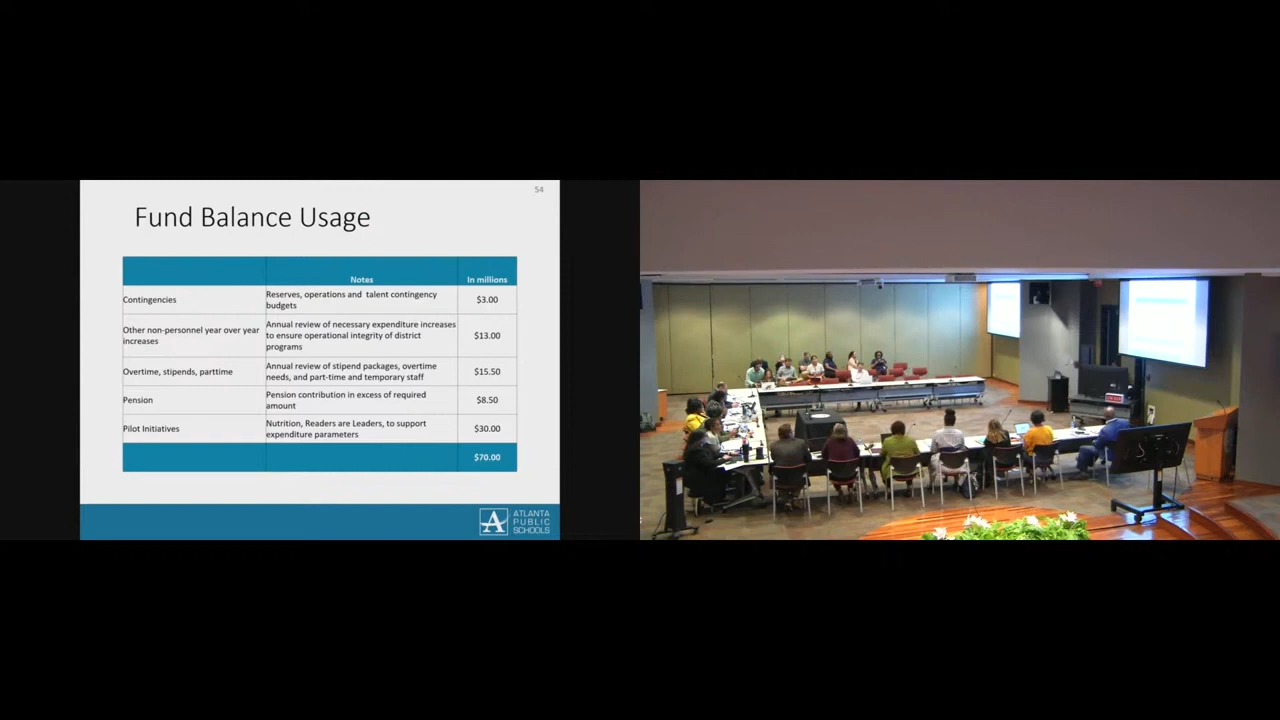 54
Fund Balance Usage
Notes
In millions
Contingencies
Reserves, operations and talent contingency
budgets
$3.00
Other non-personnel year over year
increases
Annual review of necessary expenditure increases
to ensure operational integrity of district
programs
$13.00
Overtime, stipends, parttime
Annual review of stipend packages, overtime
needs, and part-time and temporary staff
$15.50
Pension
Pension contribution in excess of required
amount
$8.50
Pilot Initiatives
Nutrition, Readers are Leaders, to support
expenditure parameters
$30.00
$70.00
A
ATLANTA
PUBLIC
SCHOOLS